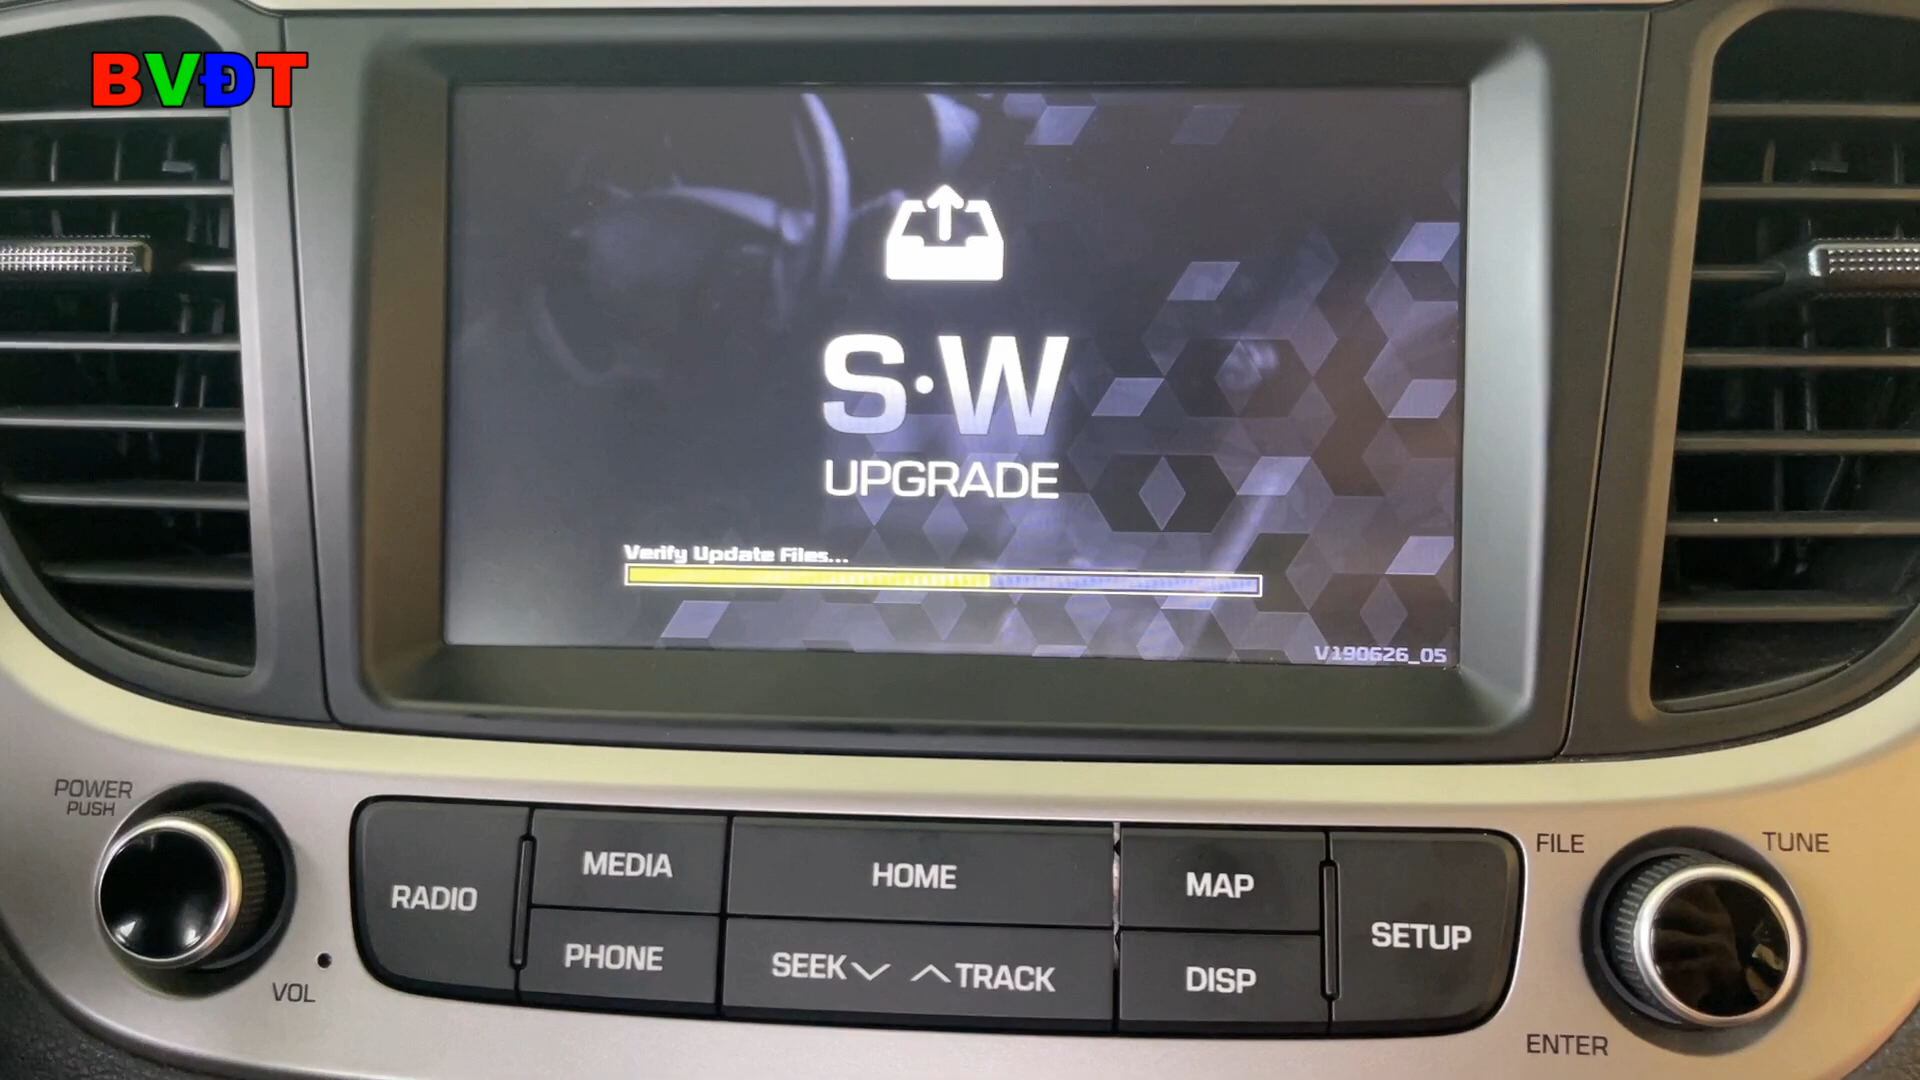 BVĐT
S·W
UPGRADE
Verify Update Files...
V190626_05
POWER
PUSH
VOL
RADIO
MEDIA
PHONE
HOME
SEEK TRACK
MAP
DISP
SETUP
FILE
TUNE
ENTER